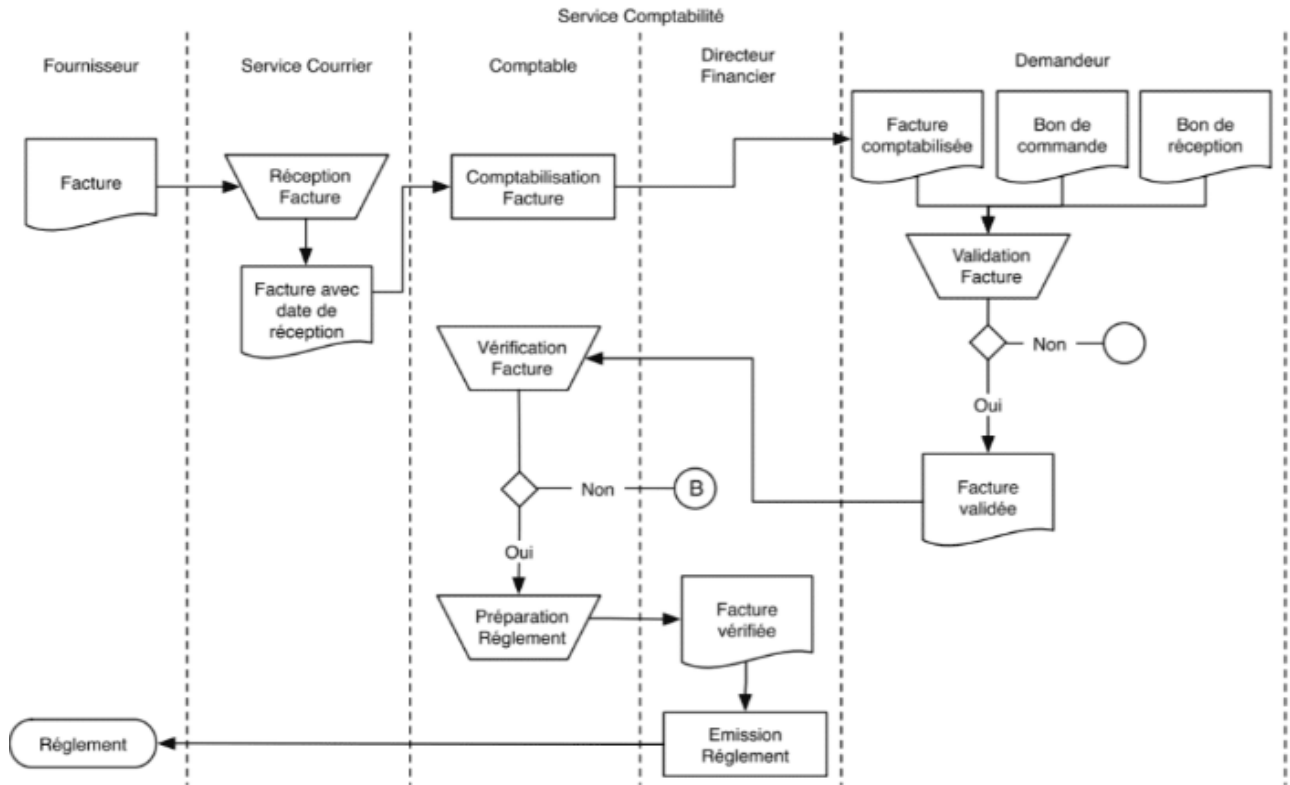 Service Comptabilité
Fournisseur
Service Courrier
Comptable
Directeur
Financier
Demandeur
Facture
comptabilisée
Bon de
commande
Bon de
réception
Facture
Réception
Facture
Comptabilisation
Facture
Validation
Facture
Facture avec
date de
réception
Vérification
Facture
Non
Oui
Facture
validée
Non
B
Oui
Préparation
Réglement
Facture
vérifiée
Réglement
Emission
Réglement